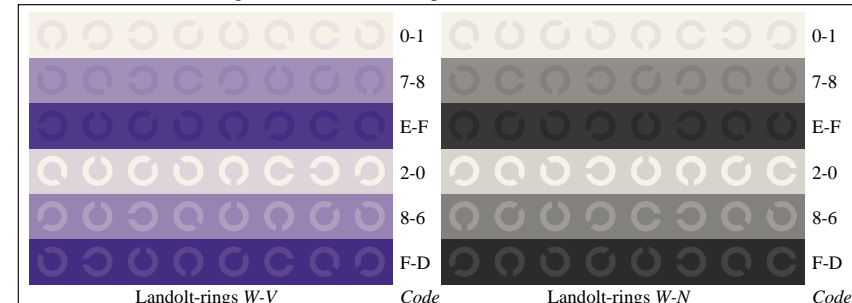 0-1 0-1
7-8 7-8
E-F E-F
2-0 2-0
8-6 8-6
F-D F-D
Landolt-rings W-V Code Landolt-rings W-N Code